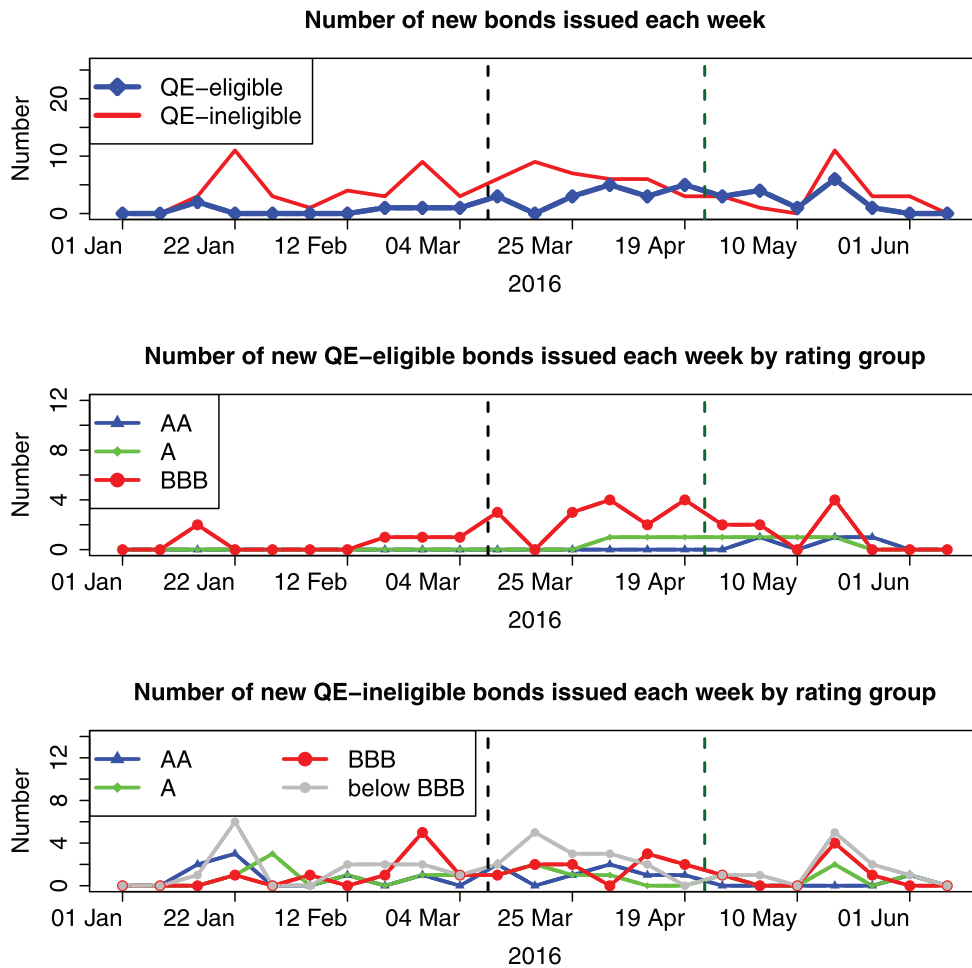 Number of new bonds issued each week
Number
0 10 20
QE−eligible
QE−ineligible
01 Jan 22 Jan 12 Feb 04 Mar 25 Mar 19 Apr 10 May 01 Jun
2016
Number of new QE−eligible bonds issued each week by rating group
Number
0 4 8 12
AA
A
BBB
01 Jan 22 Jan 12 Feb 04 Mar 25 Mar 19 Apr 10 May 01 Jun
2016
Number of new QE−ineligible bonds issued each week by rating group
Number
0 4 8 12
AA BBB
A below BBB
01 Jan 22 Jan 12 Feb 04 Mar 25 Mar 19 Apr 10 May 01 Jun
2016